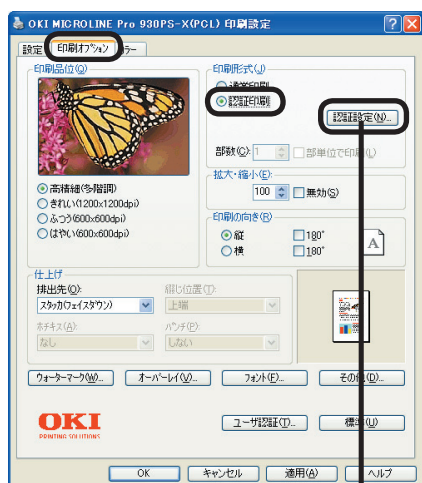 OKI MICROLINE Pro 930PS-X(PCL) 印刷設定
設定 印刷オプション カラー
印刷品位(Q)
高精細(多階調)
きれい(1200x1200dpi)
ふつう(600x600dpi)
はやい(600x600dpi)
印刷形式(J)
通常印刷
認証印刷
認証設定(N)...
部数(C): 1 部単位で印刷(L)
拡大・縮小(E):
100 無効(S)
印刷の向き(R)
縦 180°
横 180°
A
仕上げ
排出先(O): 綴じ位置(T):
スタッカ(フェイスダウン) 上端
ホチキス(A): パンチ(P):
なし しない
ウォーターマーク(W)... オーバーレイ(V)... フォント(F)... その他(D)...
OKI
PRINTING SOLUTIONS
ユーザ認証(T)... 標準(U)
OK キャンセル 適用(A) ヘルプ